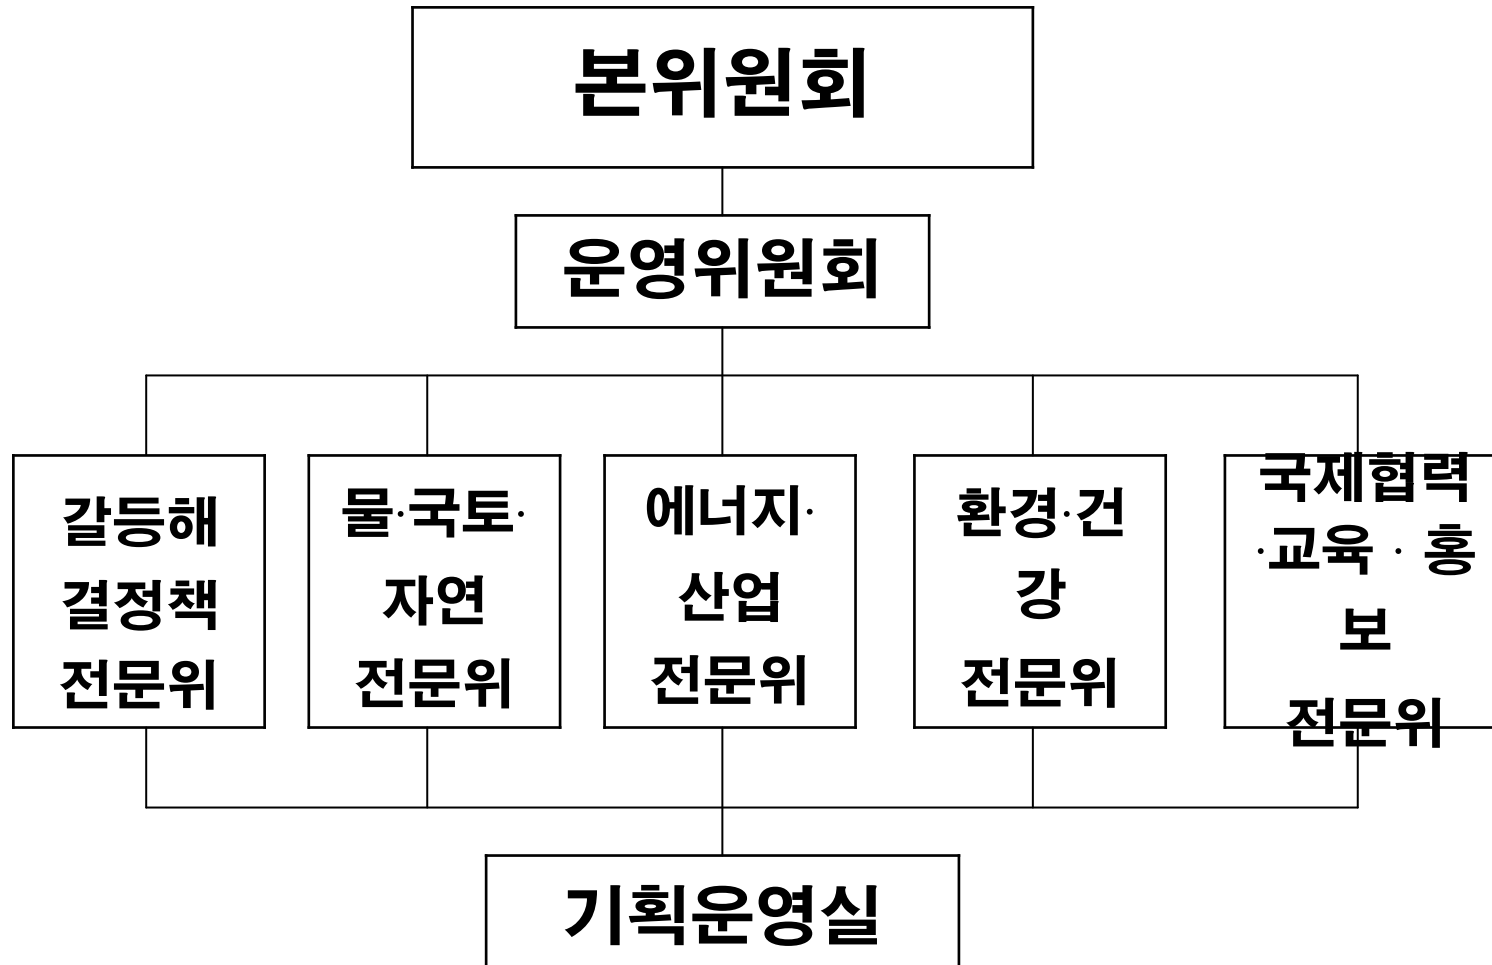 본위원회
운영위원회
갈등해
결정책
전문위
물·국토·
자연
전문위
에너지·
산업
전문위
환경·건
강
전문위
국제협력
·교육 · 홍
보
전문위
기획운영실